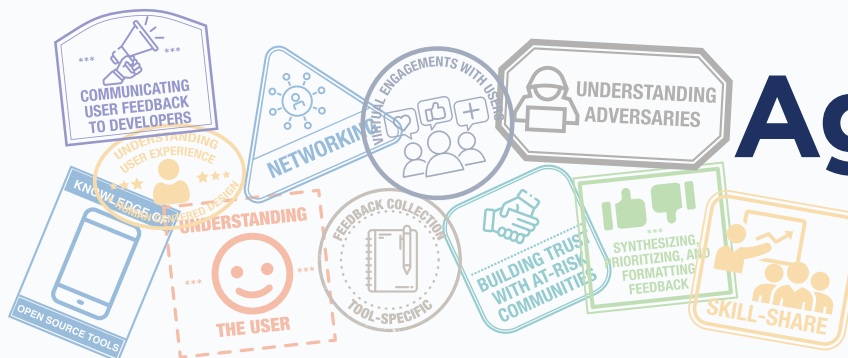 COMMUNICATING
USER FEEDBACK
TO DEVELOPERS
UNDERSTANDING
USER EXPERIENCE
NETWORKING
VIRTUAL ENGAGEMENTS WITH USERS
UNDERSTANDING
ADVERSARIES
Ag
KNOWLEDGE OF
OPEN SOURCE TOOLS
UNDERSTANDING
THE USER
FEEDBACK COLLECTION
TOOL-SPECIFIC
BUILDING TRUST
WITH AT-RISK
COMMUNITIES
SYNTHESIZING,
PRIORITIZING, AND
FORMATTING
FEEDBACK
SKILL-SHARE